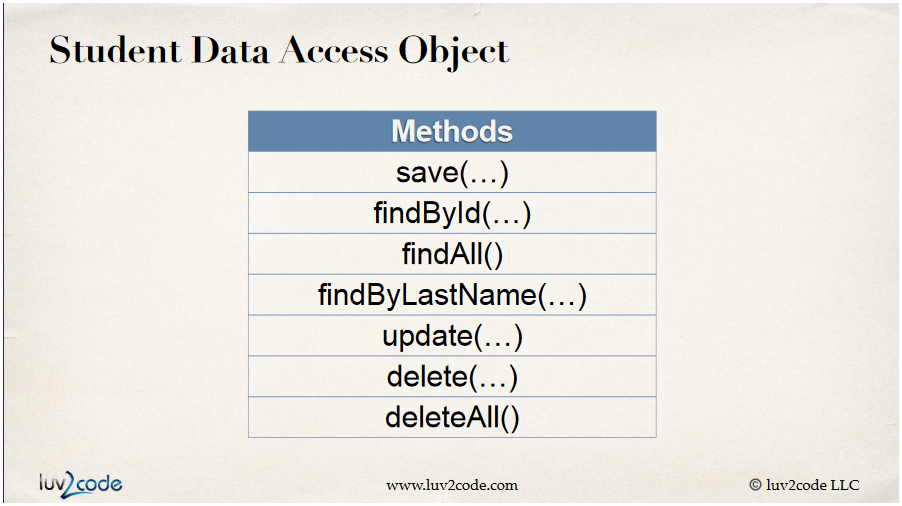 Student Data Access Object
Methods
save(…)
findById(…)
findAll()
findByLastName(…)
update(…)
delete(…)
deleteAll()
luv2code
www.luv2code.com
© luv2code LLC